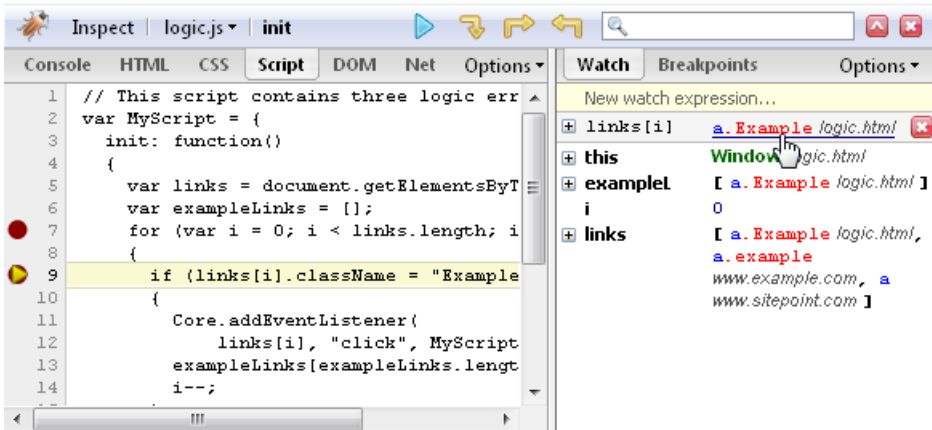 Inspect logic.js init
Console HTML CSS Script DOM Net Options
1 // This script contains three logic err
2 var MyScript = {
3 init: function()
4 {
5 var links = document.getElementsByT
6 var exampleLinks = [];
7 for (var i = 0; i < links.length; i
8 {
9 if (links[i].className = "Example
10 {
11 Core.addEventListener(
12 links[i], "click", MyScript
13 exampleLinks[exampleLinks.lengt
14 i--;
Watch Breakpoints Options
New watch expression...
links[i] a.Example logic.html
this Window logic.html
exampleL [ a.Example logic.html ]
i 0
links [ a.Example logic.html,
a.example
www.example.com, a
www.sitepoint.com ]